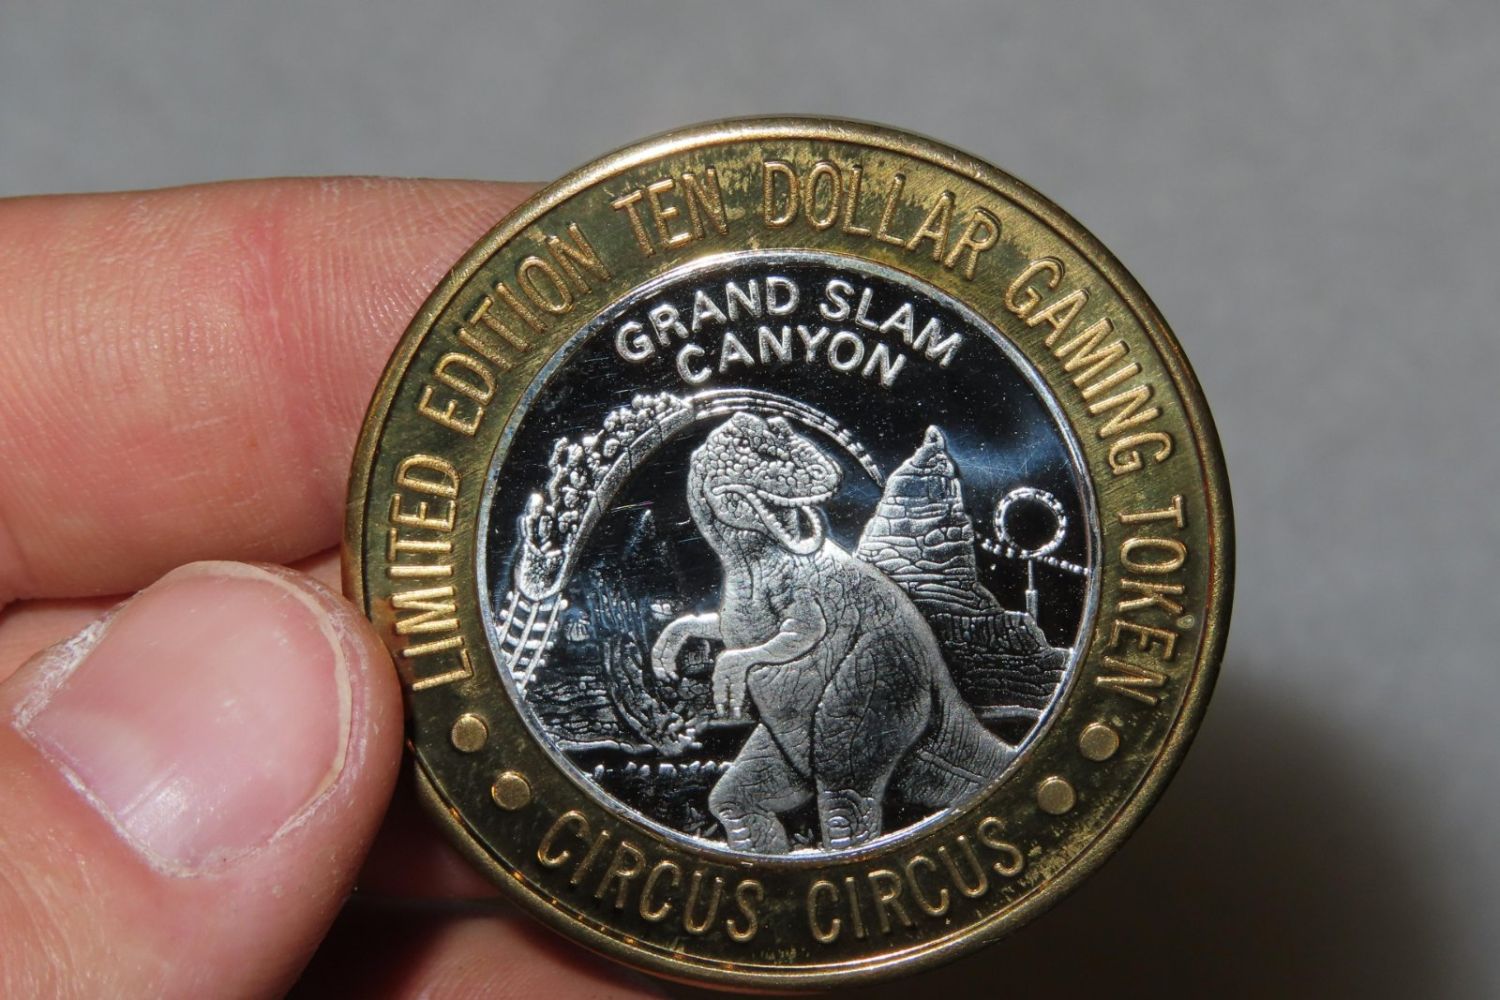 LIMITED EDITION TEN DOLLAR GAMING TOKEN
GRAND SLAM
CANYON
CIRCUS CIRCUS